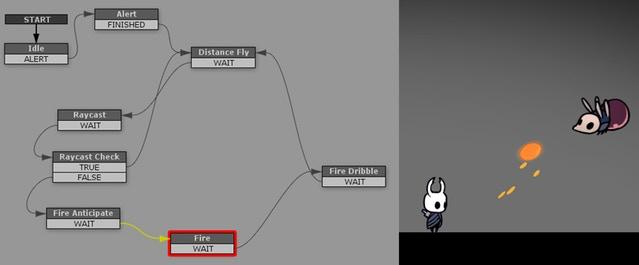 START
Idle
ALERT
Alert
FINISHED
Distance Fly
WAIT
Raycast
WAIT
Raycast Check
TRUE
FALSE
Fire Anticipate
WAIT
Fire
WAIT
Fire Dribble
WAIT